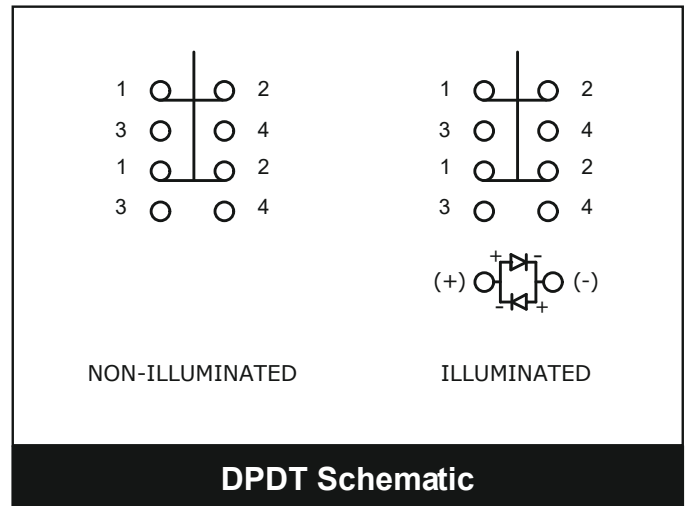 1 2 1 2
3 4 3 4
1 2 1 2
3 4 3 4
+ -
(+) (-)
- +
NON-ILLUMINATED ILLUMINATED
DPDT Schematic